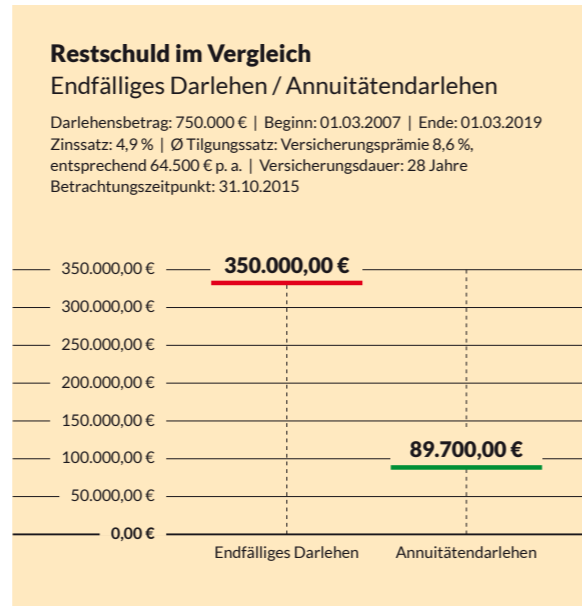 Restschuld im Vergleich
Endfälliges Darlehen / Annuitätendarlehen
Darlehensbetrag: 750.000 € | Beginn: 01.03.2007 | Ende: 01.03.2019
Zinssatz: 4,9 % | Ø Tilgungssatz: Versicherungsprämie 8,6 %,
entsprechend 64.500 € p. a. | Versicherungsdauer: 28 Jahre
Betrachtungszeitpunkt: 31.10.2015
350.000,00 € 350.000,00 €
300.000,00 €
250.000,00 €
200.000,00 €
150.000,00 €
89.700,00 €
100.000,00 €
50.000,00 €
0,00 €
Endfälliges Darlehen Annuitätendarlehen